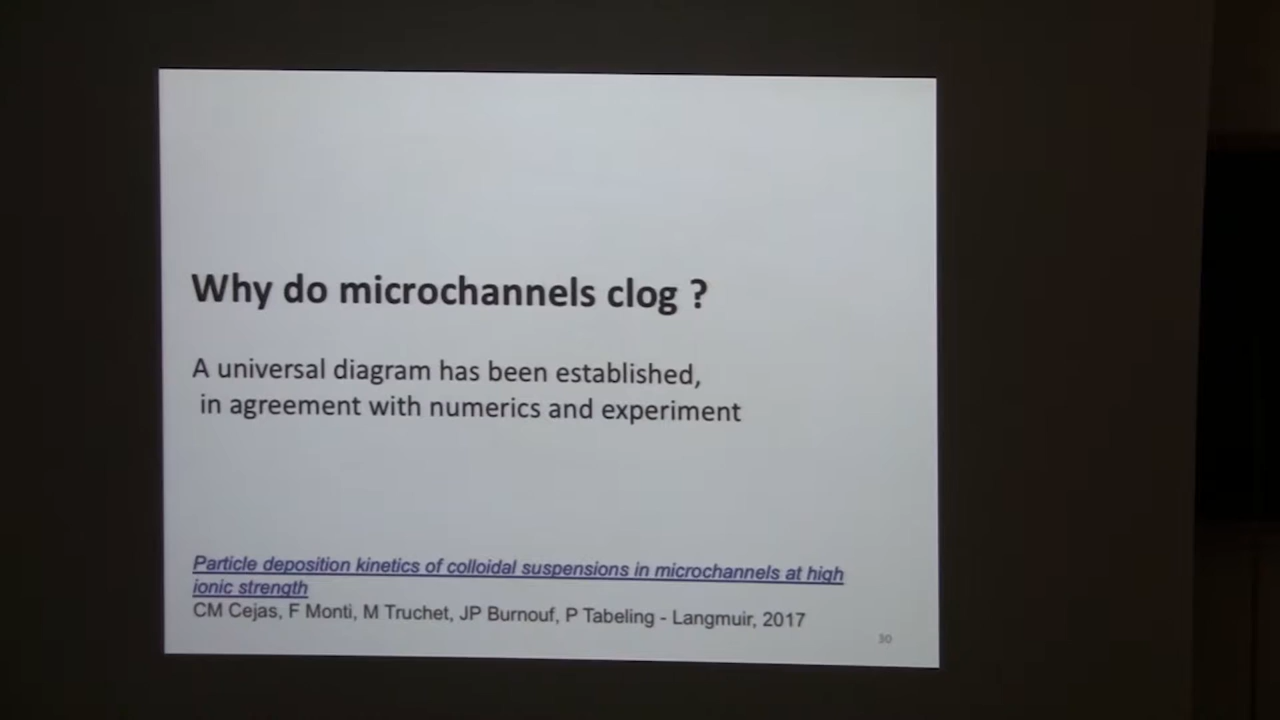 Why do microchannels clog ?
A universal diagram has been established,
in agreement with numerics and experiment
Particle deposition kinetics of colloidal suspensions in microchannels at high
ionic strength
CM Cejas, F Monti, M Truchet, JP Burnouf, P Tabeling - Langmuir, 2017
30